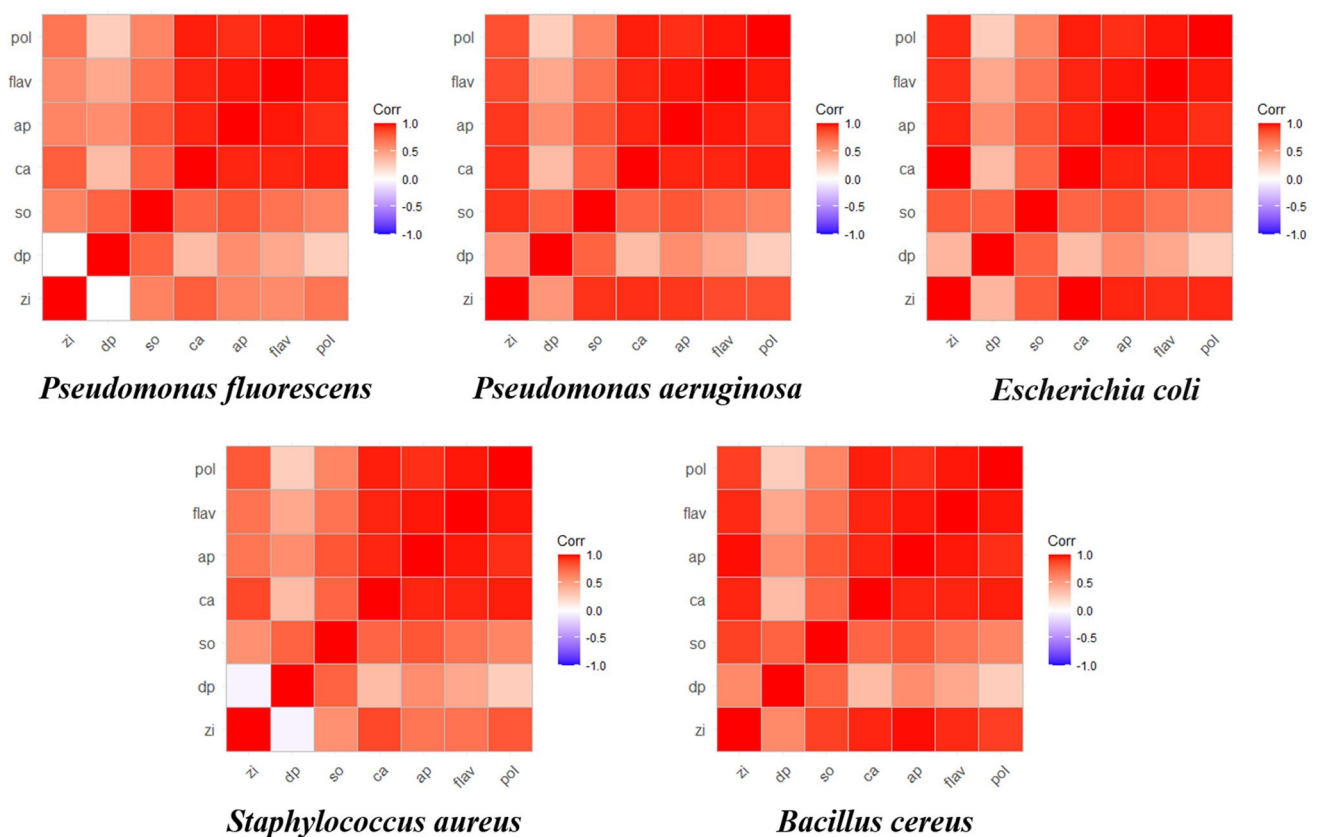 pol
flav
ap
ca
so
dp
zi
zi dp so ca ap flav pol
Corr
1.0
0.5
0.0
-0.5
-1.0
Pseudomonas fluorescens
pol
flav
ap
ca
so
dp
zi
zi dp so ca ap flav pol
Corr
1.0
0.5
0.0
-0.5
-1.0
Pseudomonas aeruginosa
pol
flav
ap
ca
so
dp
zi
zi dp so ca ap flav pol
Corr
1.0
0.5
0.0
-0.5
-1.0
Escherichia coli
pol
flav
ap
ca
so
dp
zi
zi dp so ca ap flav pol
Corr
1.0
0.5
0.0
-0.5
-1.0
Staphylococcus aureus
pol
flav
ap
ca
so
dp
zi
zi dp so ca ap flav pol
Corr
1.0
0.5
0.0
-0.5
-1.0
Bacillus cereus